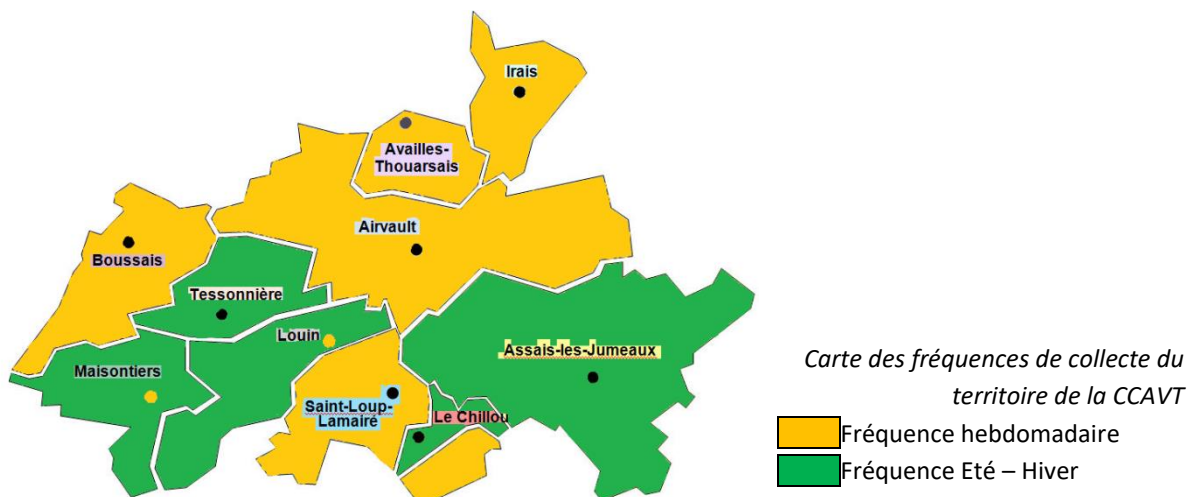 Irais
Availles-
Thouarsais
Airvault
Boussais
Tessonnière
Louin
Maisontiers
Assais-les-Jumeaux
Saint-Loup-
Lamairé
Le Chillou
Carte des fréquences de collecte du
territoire de la CCAVT
Fréquence hebdomadaire
Fréquence Eté – Hiver